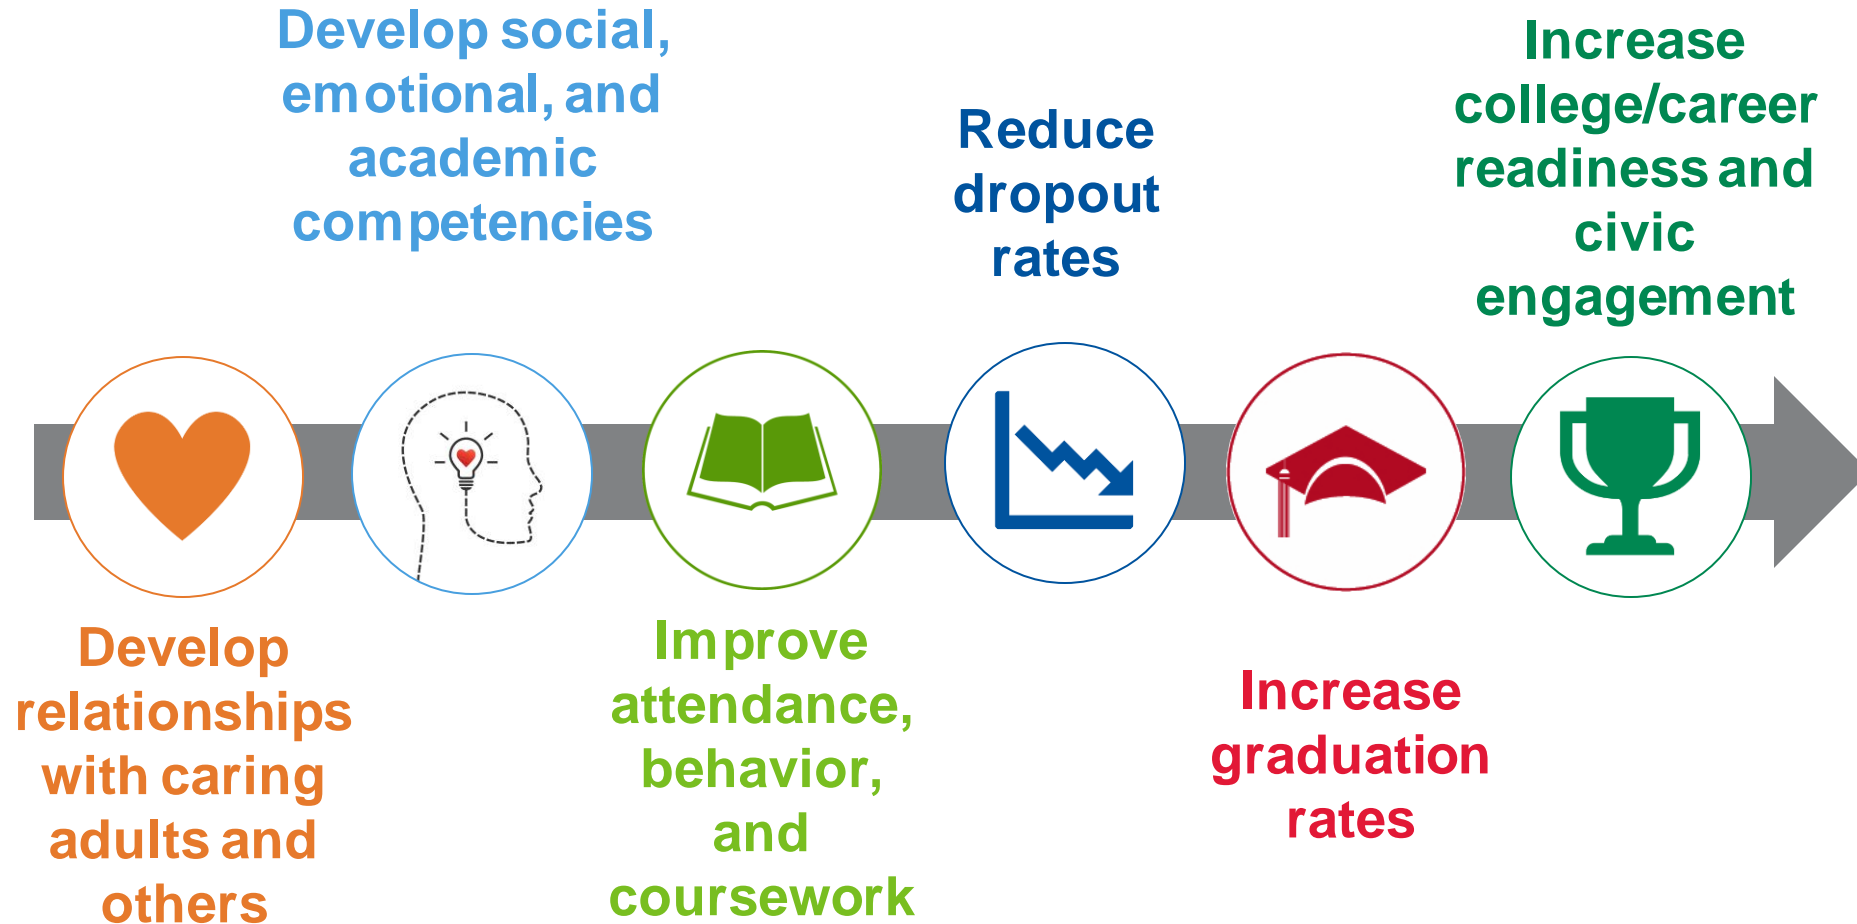 Develop social,
emotional, and
academic
competencies
Reduce
dropout
rates
Increase
college/career
readiness and
civic
engagement
Develop
relationships
with caring
adults and
others
Improve
attendance,
behavior,
and
coursework
Increase
graduation
rates